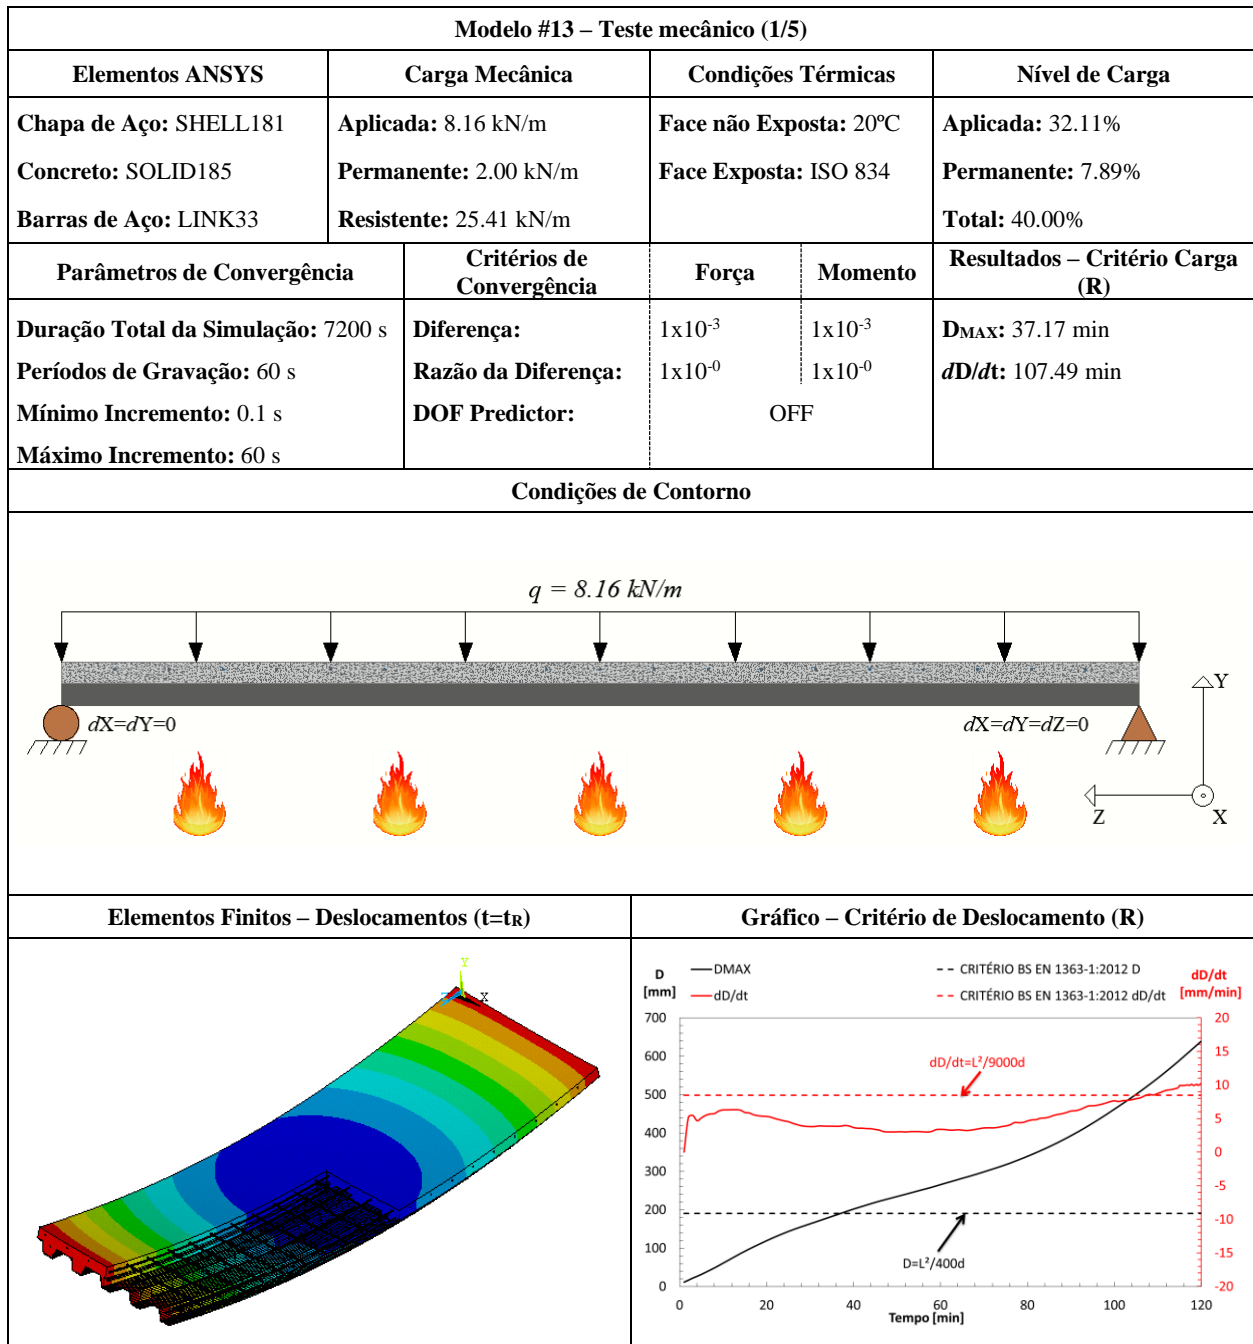 Modelo #13 – Teste mecânico (1/5)
Elementos ANSYS
Carga Mecânica
Condições Térmicas
Nível de Carga
Chapa de Aço: SHELL181
Concreto: SOLID185
Barras de Aço: LINK33
Aplicada: 8.16 kN/m
Permanente: 2.00 kN/m
Resistente: 25.41 kN/m
Face não Exposta: 20ºC
Face Exposta: ISO 834
Aplicada: 32.11%
Permanente: 7.89%
Total: 40.00%
Parâmetros de Convergência
Critérios de
Convergência
Força
Momento
Resultados – Critério Carga
(R)
Duração Total da Simulação: 7200 s
Períodos de Gravação: 60 s
Mínimo Incremento: 0.1 s
Máximo Incremento: 60 s
Diferença: 1x10⁻³ 1x10⁻³
Razão da Diferença: 1x10⁻⁰ 1x10⁻⁰
DOF Predictor: OFF
DMAX: 37.17 min
dD/dt: 107.49 min
Condições de Contorno
q = 8.16 kN/m
dX=dY=0
dX=dY=dZ=0
Y
Z
X
Elementos Finitos – Deslocamentos (t=tR)
Gráfico – Critério de Deslocamento (R)
Y
X
D
[mm]
DMAX
CRITÉRIO BS EN 1363-1:2012 D
dD/dt
CRITÉRIO BS EN 1363-1:2012 dD/dt
dD/dt
[mm/min]
700
600
500
400
300
200
100
0
dD/dt=L²/9000d
D=L²/400d
20
15
10
5
0
-5
-10
-15
-20
0 20 40 60 80 100 120
Tempo [min]